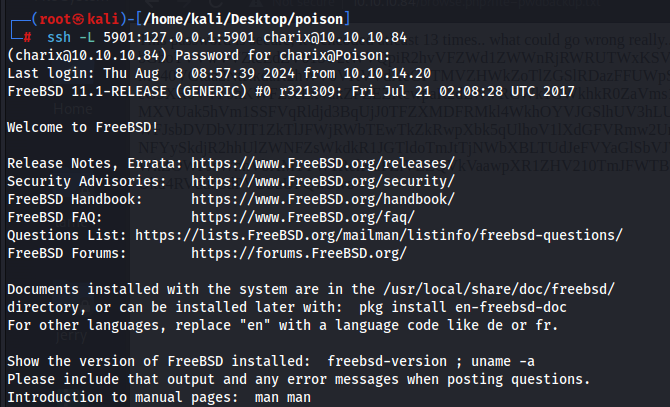 ┌──(root㉿kali)-[/home/kali/Desktop/poison]
└─# ssh -L 5901:127.0.0.1:5901 charix@10.10.10.84
(charix@10.10.10.84) Password for charix@Poison:
Last login: Thu Aug  8 08:57:39 2024 from 10.10.14.20
FreeBSD 11.1-RELEASE (GENERIC) #0 r321309: Fri Jul 21 02:08:28 UTC 2017

Welcome to FreeBSD!

Release Notes, Errata: https://www.FreeBSD.org/releases/
Security Advisories:   https://www.FreeBSD.org/security/
FreeBSD Handbook:      https://www.FreeBSD.org/handbook/
FreeBSD FAQ:           https://www.FreeBSD.org/faq/
Questions List: https://lists.FreeBSD.org/mailman/listinfo/freebsd-questions/
FreeBSD Forums:        https://forums.FreeBSD.org/

Documents installed with the system are in the /usr/local/share/doc/freebsd/
directory, or can be installed later with:  pkg install en-freebsd-doc
For other languages, replace "en" with a language code like de or fr.

Show the version of FreeBSD installed:  freebsd-version ; uname -a
Please include that output and any error messages when posting questions.
Introduction to manual pages:  man man